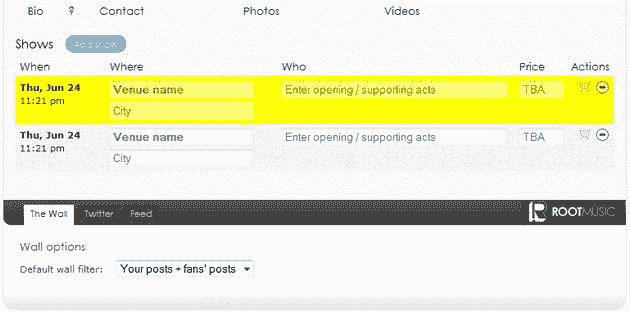 Bio ? Contact Photos Videos
Shows
When Where Who Price Actions
Thu, Jun 24 Venue name Enter opening / supporting acts TBA
11:21 pm
City
Thu, Jun 24 Venue name Enter opening / supporting acts TBA
11:21 pm
City
The Wall Twitter Feed ROOTMUSIC
Wall options
Default wall filter: Your posts + fans' posts